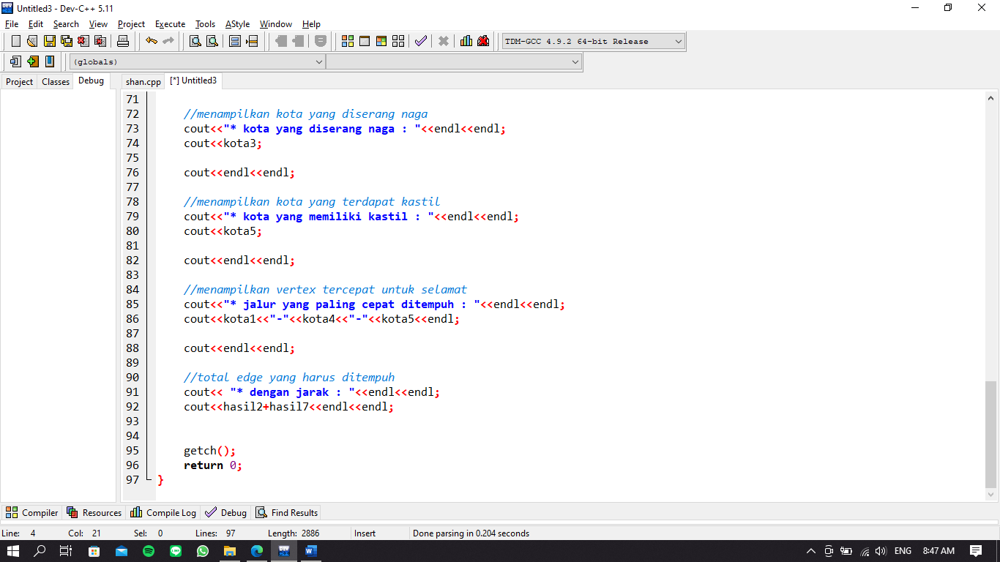 Untitled3 - Dev-C++ 5.11
File Edit Search View Project Execute Tools AStyle Window Help
TDM-GCC 4.9.2 64-bit Release
(globals)
Project Classes Debug shan.cpp [*] Untitled3
71
72 //menampilkan kota yang diserang naga
73 cout<<"* kota yang diserang naga : "<<endl<<endl;
74 cout<<kota3;
75
76 cout<<endl<<endl;
77
78 //menampilkan kota yang terdapat kastil
79 cout<<"* kota yang memiliki kastil : "<<endl<<endl;
80 cout<<kota5;
81
82 cout<<endl<<endl;
83
84 //menampilkan vertex tercepat untuk selamat
85 cout<<"* jalur yang paling cepat ditempuh : "<<endl<<endl;
86 cout<<kota1<<"-"<<kota4<<"-"<<kota5<<endl;
87
88 cout<<endl<<endl;
89
90 //total edge yang harus ditempuh
91 cout<< "* dengan jarak : "<<endl<<endl;
92 cout<<hasil2+hasil7<<endl<<endl;
93
94
95 getch();
96 return 0;
97 }
Compiler Resources Compile Log Debug Find Results
Line: 4 Col: 21 Sel: 0 Lines: 97 Length: 2886 Insert Done parsing in 0.204 seconds
ENG 8:47 AM